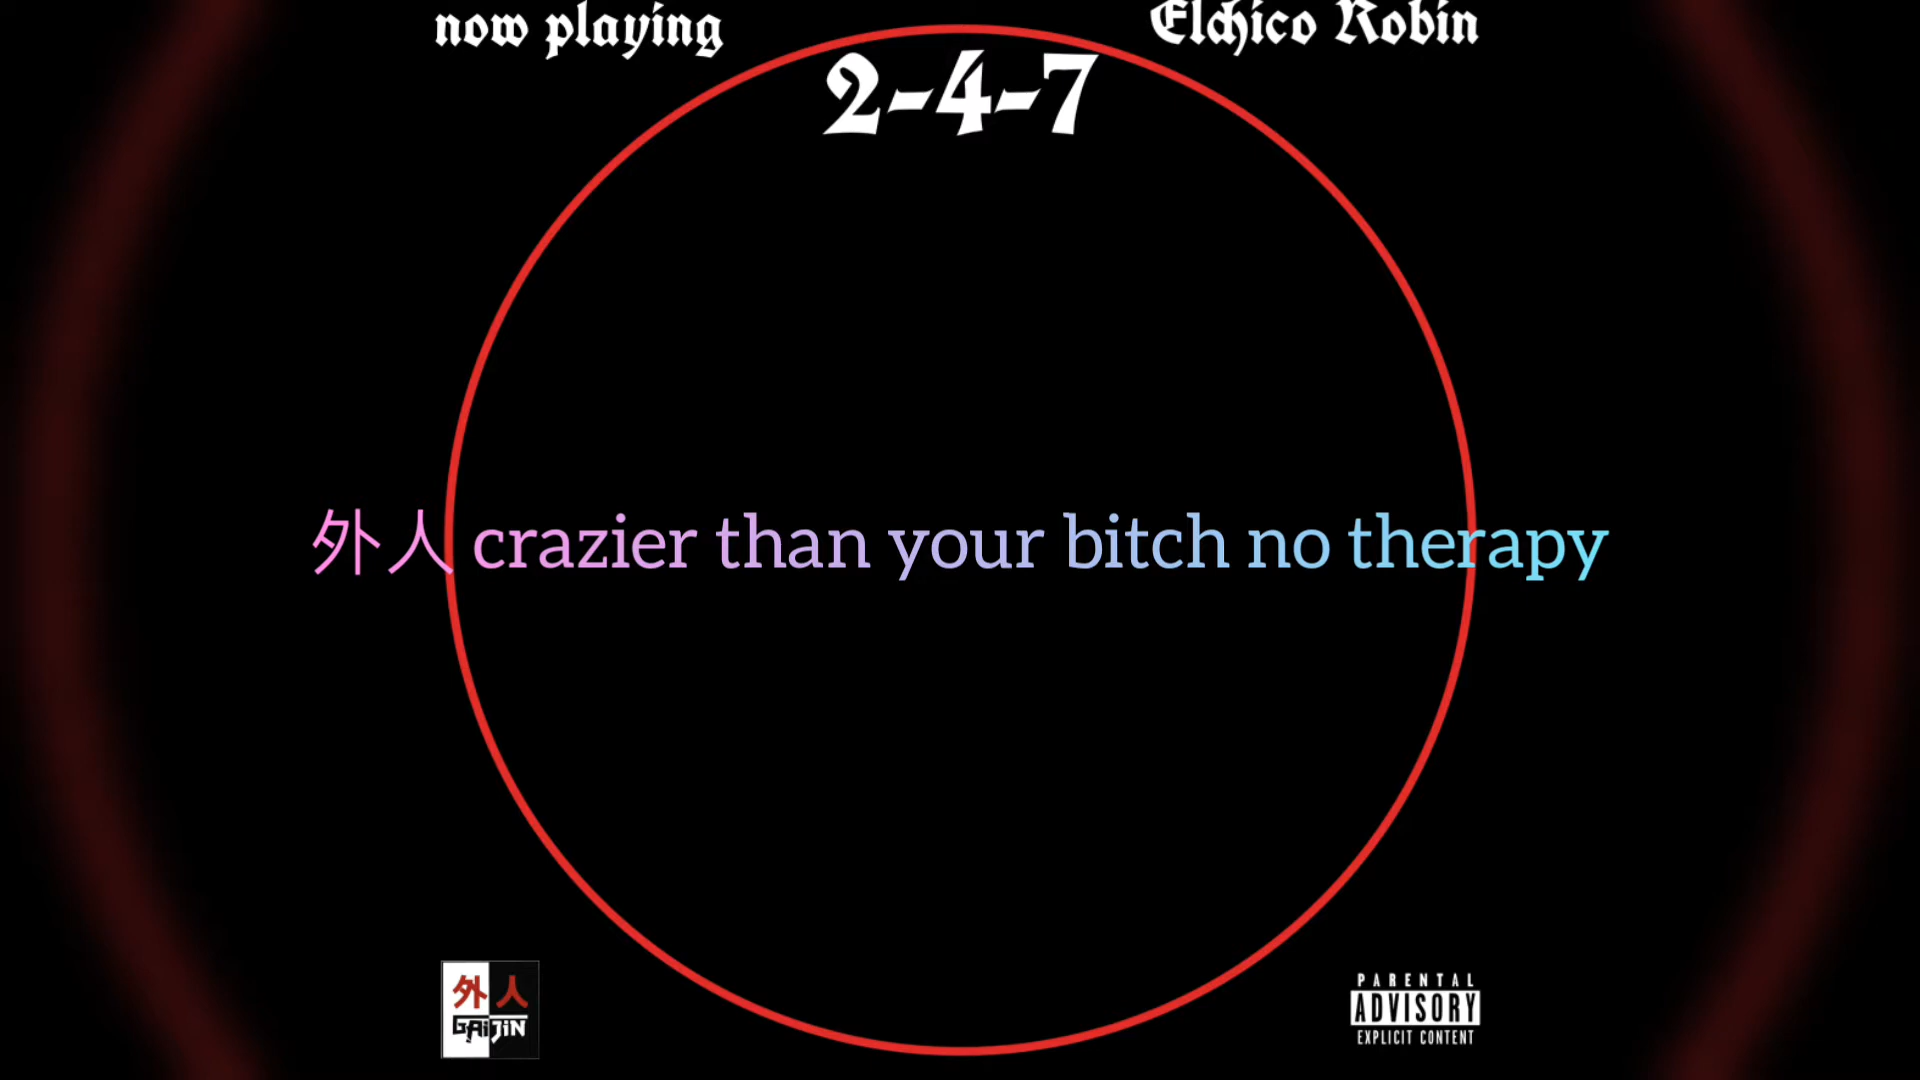 now playing
Elchico Robin
2-4-7
外人 crazier than your bitch no therapy
外人
GAIJIN
PARENTAL
ADVISORY
EXPLICIT CONTENT